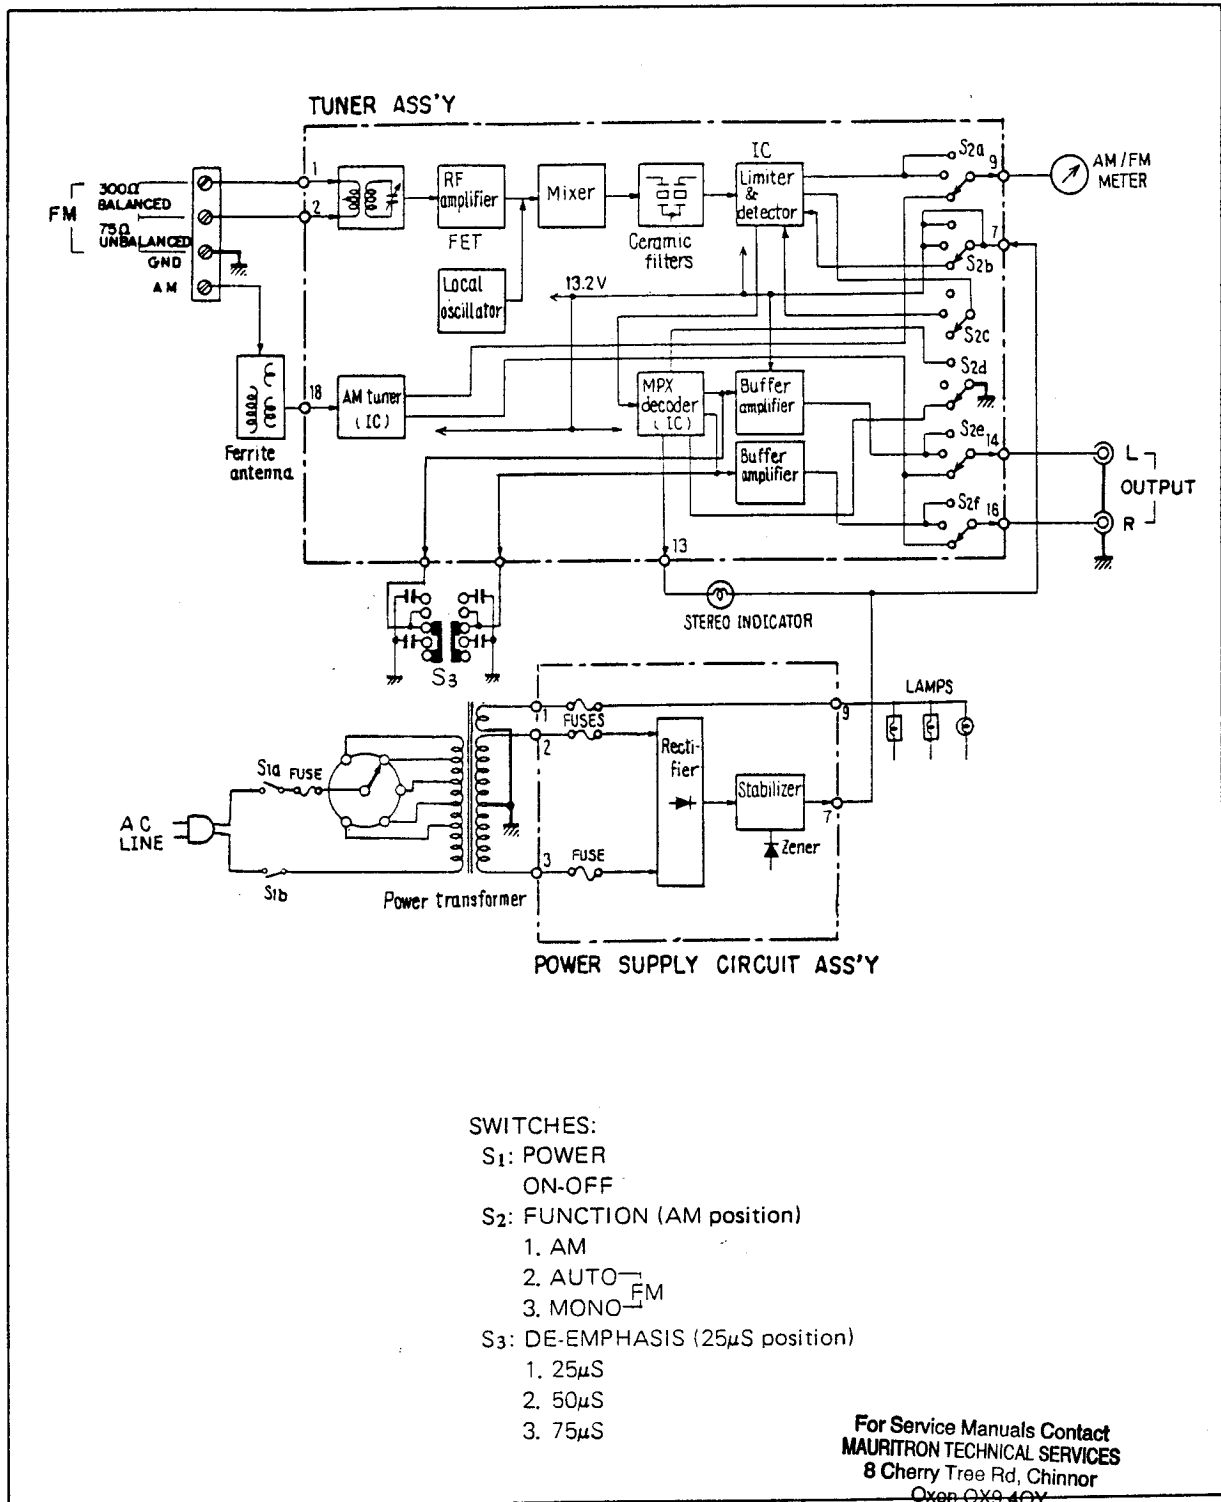 TUNER ASS'Y
1
2
300Ω
BALANCED
FM
75Ω
UNBALANCED
GND
AM
RF
amplifier
FET
Mixer
Ceramic
filters
IC
Limiter
&
detector
S2a
9
AM/FM
METER
7
S2b
Local
oscillator
13.2V
S2c
S2d
18
AM tuner
(IC)
MPX
decoder
(IC)
Buffer
amplifier
Buffer
amplifier
S2e
14
L
OUTPUT
R
S2f
16
Ferrite
antenna
13
STEREO INDICATOR
S3
LAMPS
1
FUSES
2
9
Recti-
fier
Stabilizer
7
Zener
S1a
FUSE
AC
LINE
S1b
3
FUSE
Power transformer
POWER SUPPLY CIRCUIT ASS'Y
SWITCHES:
S1: POWER
ON-OFF
S2: FUNCTION (AM position)
1. AM
2. AUTO
FM
3. MONO
S3: DE-EMPHASIS (25µS position)
1. 25µS
2. 50µS
3. 75µS
For Service Manuals Contact
MAURITRON TECHNICAL SERVICES
8 Cherry Tree Rd, Chinnor
Oxon OX9 4QY